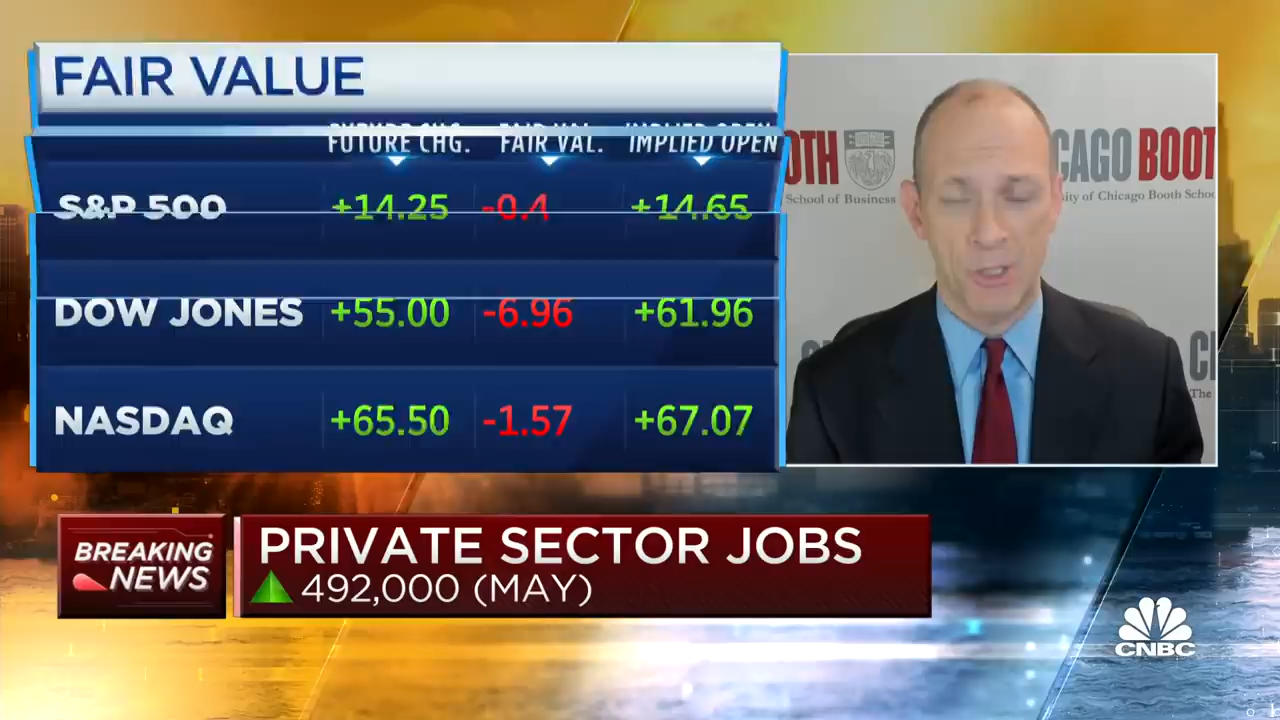 FAIR VALUE
FUTURE CHG. FAIR VAL. IMPLIED OPEN
S&P 500 +14.25 -0.4 +14.65
DOW JONES +55.00 -6.96 +61.96
NASDAQ +65.50 -1.57 +67.07
OOTH
School of Business
CAGO BOOT
ity of Chicago Booth Schoo
The
BREAKING NEWS
PRIVATE SECTOR JOBS
492,000 (MAY)
CNBC